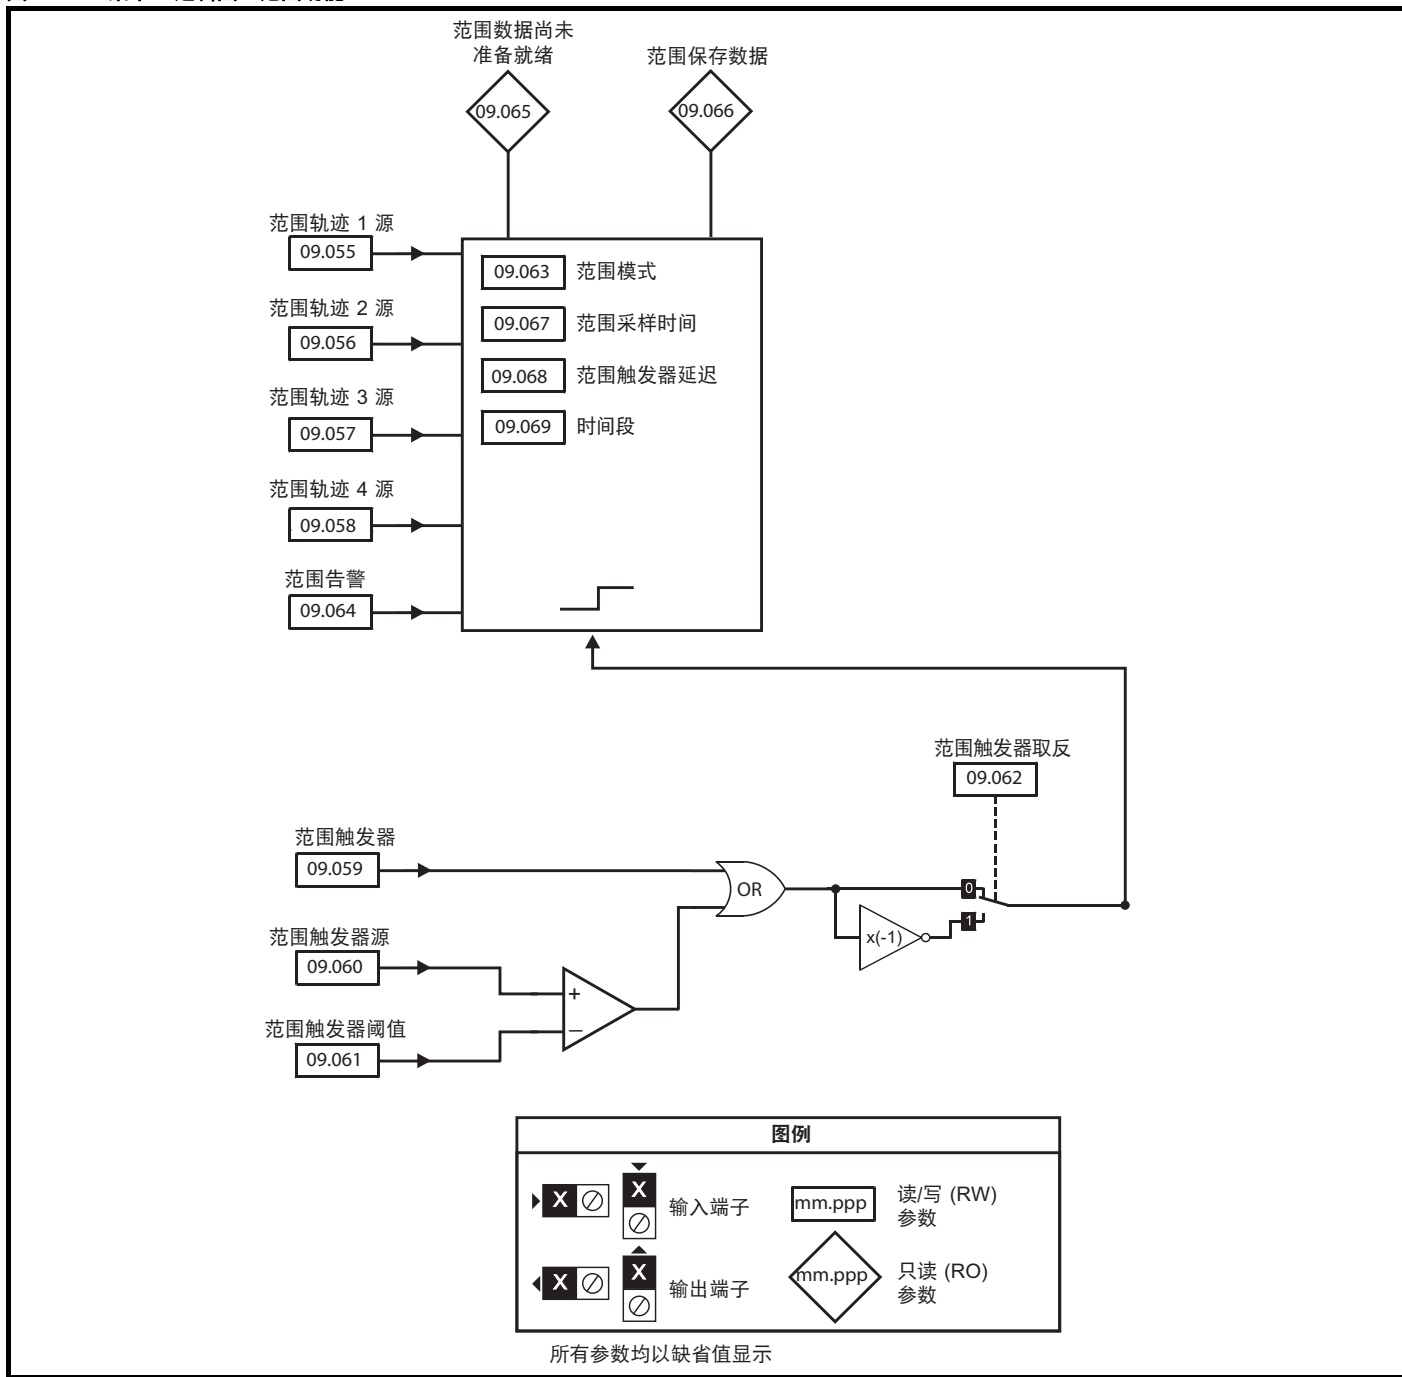 范围数据尚未
准备就绪
范围保存数据
09.065
09.066
范围轨迹 1 源
09.055
09.063 范围模式
范围轨迹 2 源
09.067 范围采样时间
09.056
09.068 范围触发器延迟
范围轨迹 3 源
09.057
09.069 时间段
范围轨迹 4 源
09.058
范围告警
09.064
范围触发器取反
09.062
范围触发器
09.059
OR
0
1
x(-1)
范围触发器源
09.060
+
−
范围触发器阈值
09.061
图例
X
X
输入端子
mm.ppp
读/写 (RW)
参数
X
X
输出端子
mm.ppp
只读 (RO)
参数
所有参数均以缺省值显示